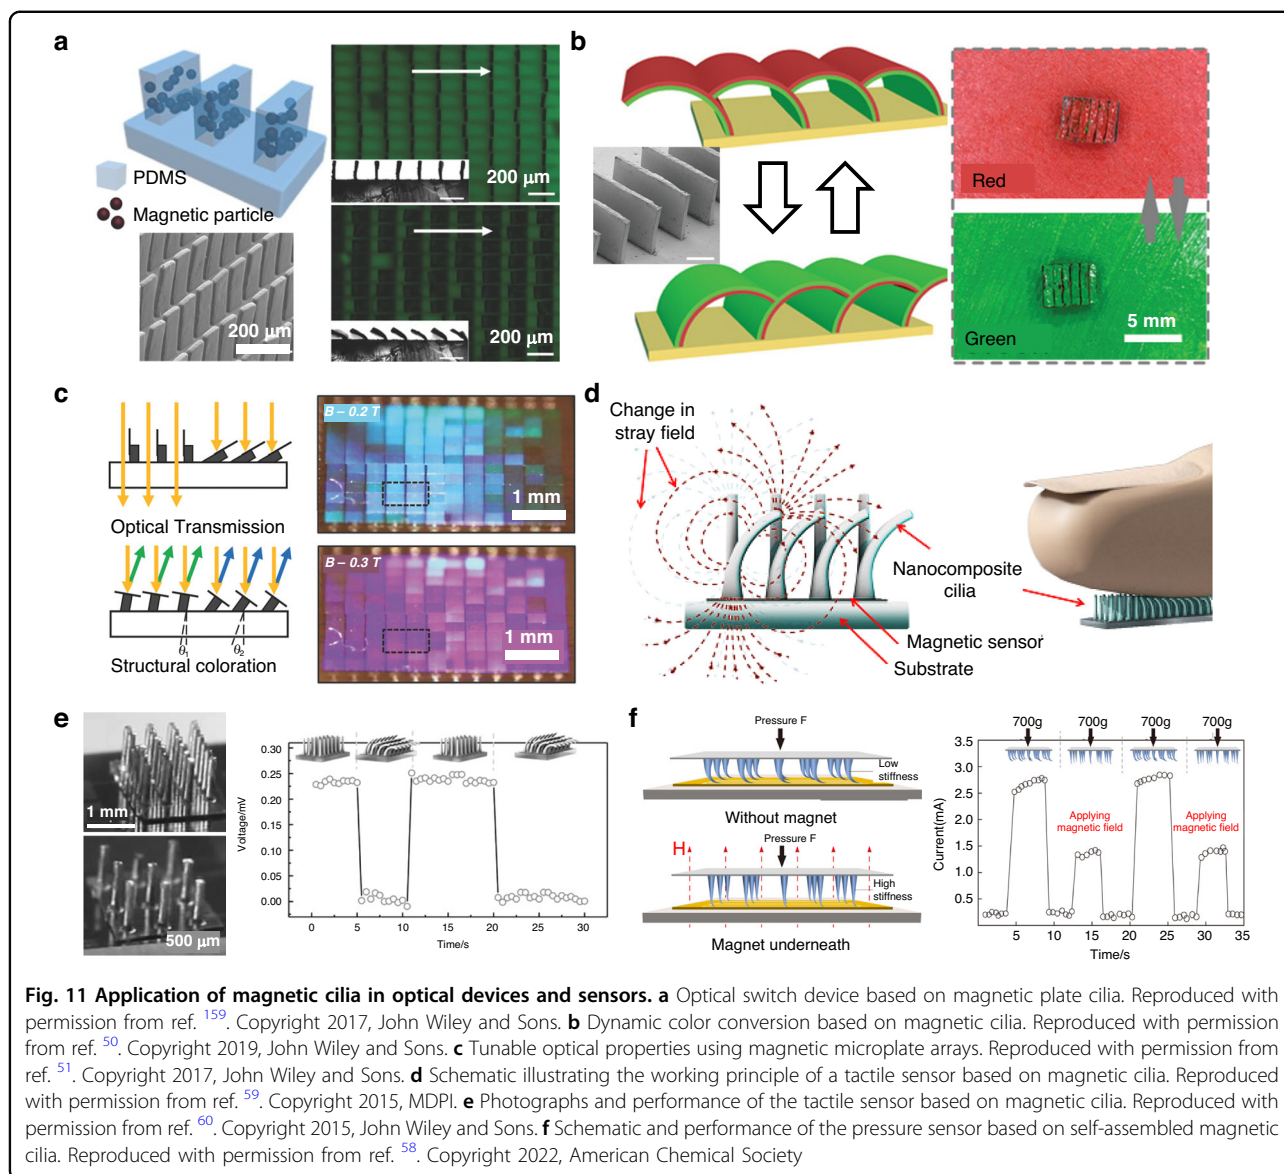 a
PDMS
Magnetic particle
200 μm
200 μm
200 μm
b
Red
Green
5 mm
c
Optical Transmission
θ1
θ2
Structural coloration
B – 0.2 T
1 mm
B – 0.3 T
1 mm
d
Change in
stray field
Nanocomposite
cilia
Magnetic sensor
Substrate
e
1 mm
500 μm
Voltage/mV
0.30
0.25
0.20
0.15
0.10
0.05
0.00
0 5 10 15 20 25 30
Time/s
f
Pressure F
Low
stiffness
Without magnet
H
Pressure F
High
stiffness
Magnet underneath
700g 700g 700g 700g
Current(mA)
3.5
3.0
2.5
2.0
1.5
1.0
0.5
Applying
magnetic field
Applying
magnetic field
5 10 15 20 25 30 35
Time/s
Fig. 11 Application of magnetic cilia in optical devices and sensors. a Optical switch device based on magnetic plate cilia. Reproduced with
permission from ref. 159. Copyright 2017, John Wiley and Sons. b Dynamic color conversion based on magnetic cilia. Reproduced with permission
from ref. 50. Copyright 2019, John Wiley and Sons. c Tunable optical properties using magnetic microplate arrays. Reproduced with permission from
ref. 51. Copyright 2017, John Wiley and Sons. d Schematic illustrating the working principle of a tactile sensor based on magnetic cilia. Reproduced
with permission from ref. 59. Copyright 2015, MDPI. e Photographs and performance of the tactile sensor based on magnetic cilia. Reproduced with
permission from ref. 60. Copyright 2015, John Wiley and Sons. f Schematic and performance of the pressure sensor based on self-assembled magnetic
cilia. Reproduced with permission from ref. 58. Copyright 2022, American Chemical Society